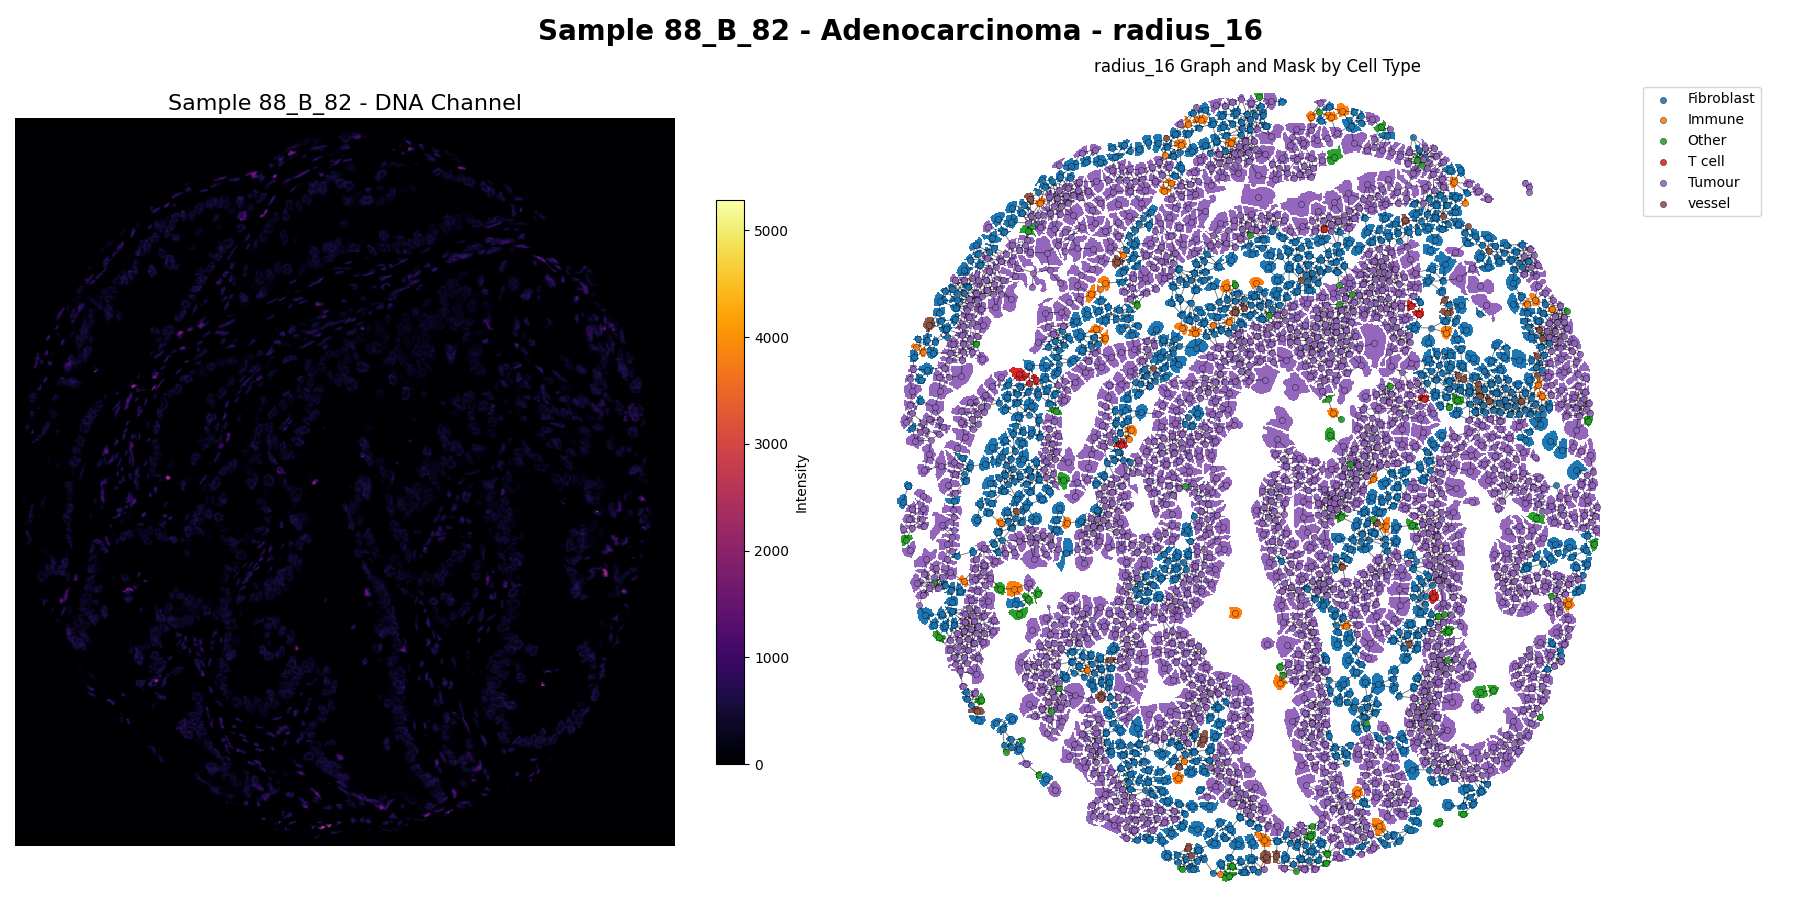 Sample 88_B_82 - Adenocarcinoma - radius_16
Sample 88_B_82 - DNA Channel
5000
4000
3000
2000
1000
0
Intensity
radius_16 Graph and Mask by Cell Type
Fibroblast
Immune
Other
T cell
Tumour
vessel